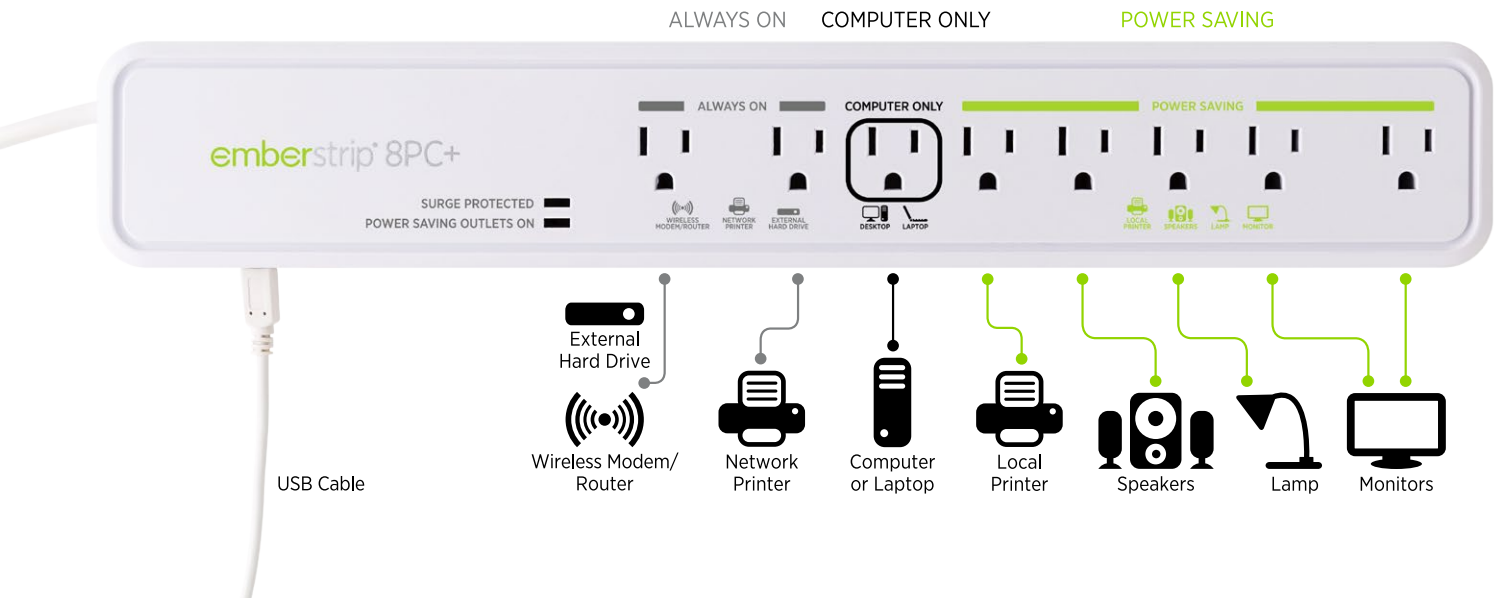 ALWAYS ON COMPUTER ONLY POWER SAVING
ALWAYS ON COMPUTER ONLY POWER SAVING
emberstrip® 8PC+
SURGE PROTECTED
POWER SAVING OUTLETS ON
WIRELESS
MODEM/ROUTER
NETWORK
PRINTER
EXTERNAL
HARD DRIVE
DESKTOP
LAPTOP
LOCAL
PRINTER
SPEAKERS
LAMP
MONITOR
External
Hard Drive
Wireless Modem/
Router
Network
Printer
Computer
or Laptop
Local
Printer
Speakers
Lamp
Monitors
USB Cable